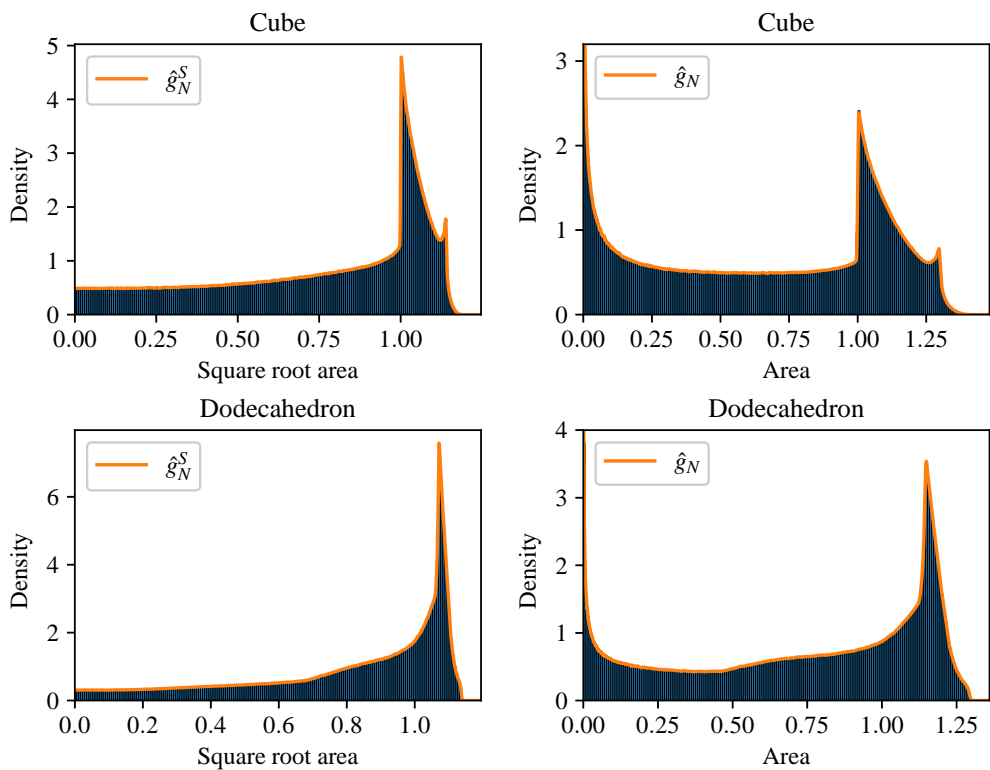 Cube
5
4
3
2
1
0
Density
ĝ_N^S
0.00 0.25 0.50 0.75 1.00
Square root area
Cube
3
2
1
0
Density
ĝ_N
0.00 0.25 0.50 0.75 1.00 1.25
Area
Dodecahedron
6
4
2
0
Density
ĝ_N^S
0.0 0.2 0.4 0.6 0.8 1.0
Square root area
Dodecahedron
4
3
2
1
0
Density
ĝ_N
0.00 0.25 0.50 0.75 1.00 1.25
Area